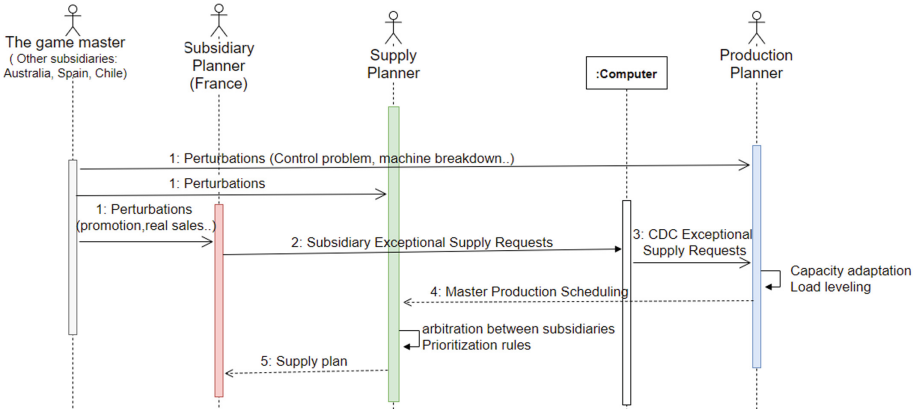 The game master
( Other subsidiaries:
Australia, Spain, Chile)
Subsidiary
Planner
(France)
Supply
Planner
:Computer
Production
Planner
1: Perturbations (Control problem, machine breakdown..)
1: Perturbations
1: Perturbations
(promotion,real sales..)
2: Subsidiary Exceptional Supply Requests
3: CDC Exceptional
Supply Requests
Capacity adaptation
Load leveling
4: Master Production Scheduling
arbitration between subsidiaries
Prioritization rules
5: Supply plan